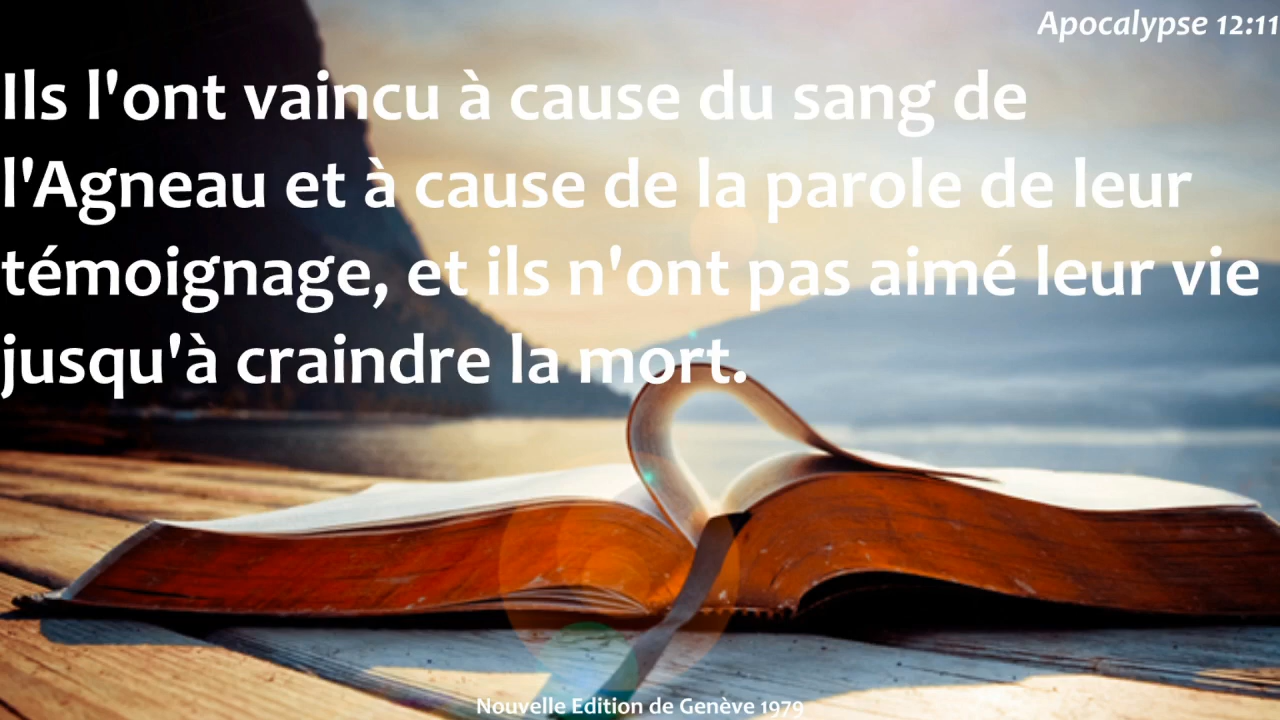 Apocalypse 12:11
Ils l'ont vaincu à cause du sang de
l'Agneau et à cause de la parole de leur
témoignage, et ils n'ont pas aimé leur vie
jusqu'à craindre la mort.
Nouvelle Edition de Genève 1979